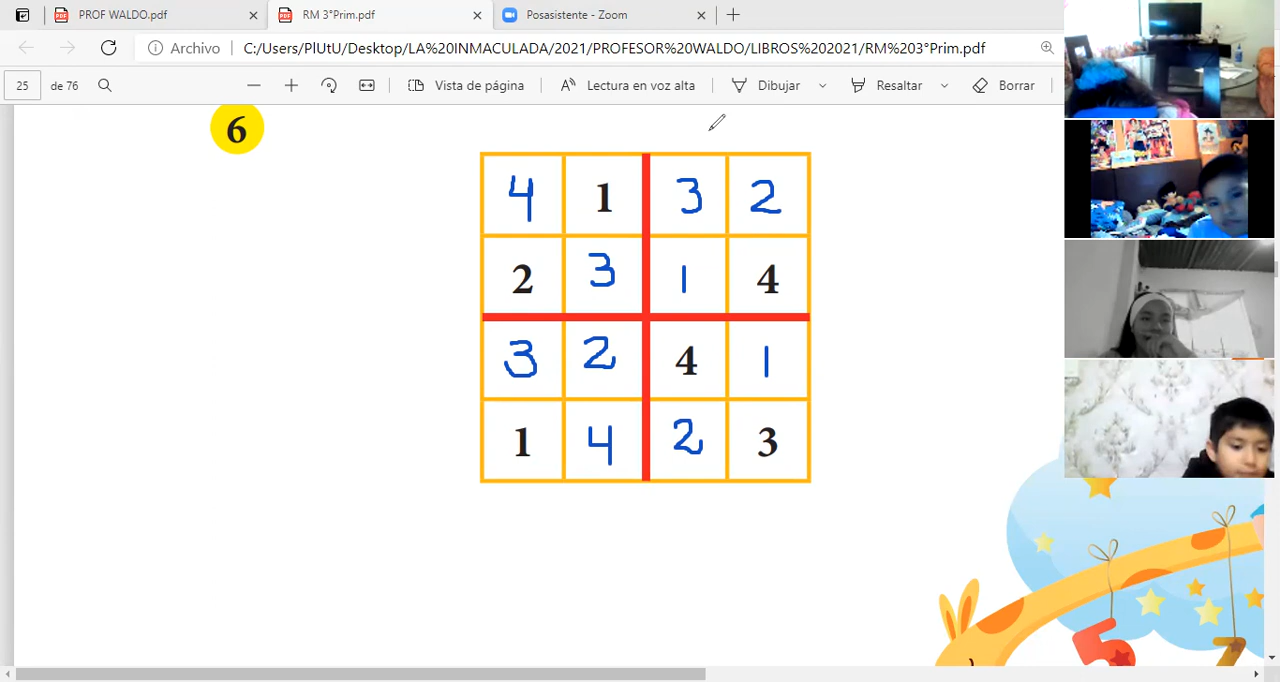 PROF WALDO.pdf
RM 3°Prim.pdf
Posasistente - Zoom
Archivo
C:/Users/PlUtU/Desktop/LA%20INMACULADA/2021/PROFESOR%20WALDO/LIBROS%202021/RM%203°Prim.pdf
25 de 76
Vista de página
Lectura en voz alta
Dibujar
Resaltar
Borrar
6
4 1 3 2
2 3 1 4
3 2 4 1
1 4 2 3
5
7